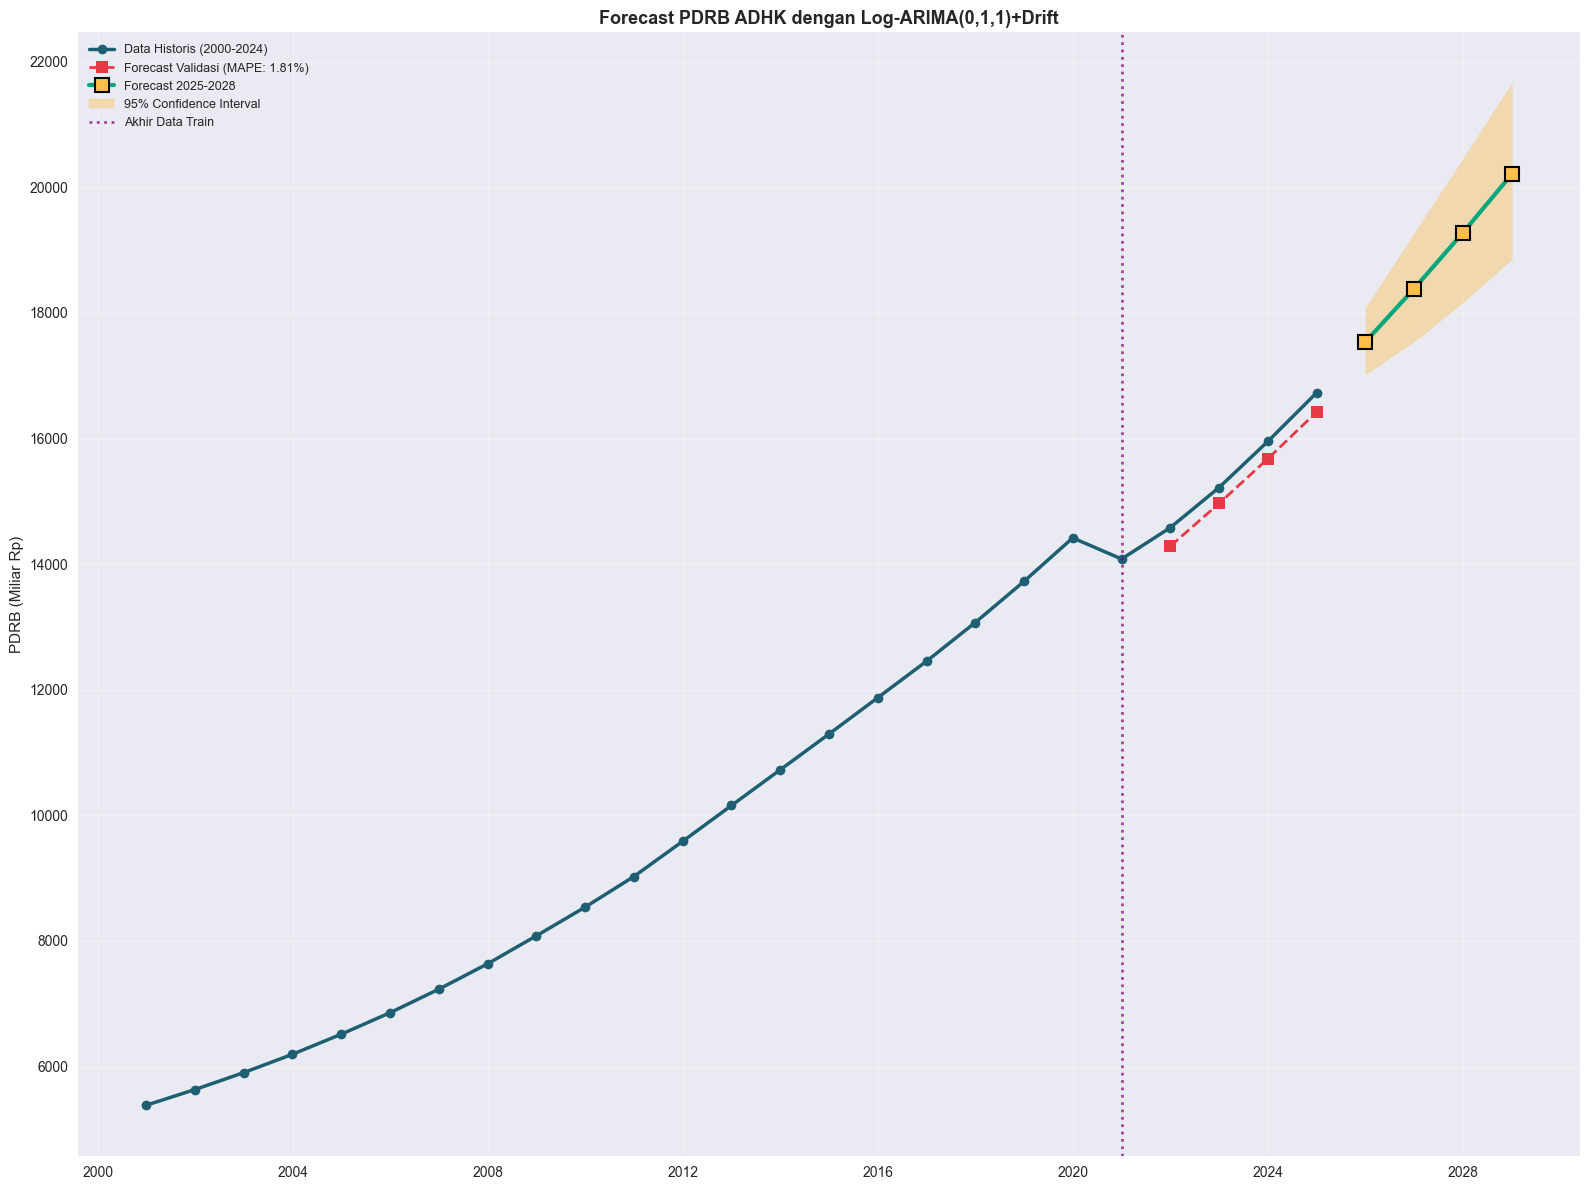 Forecast PDRB ADHK dengan Log-ARIMA(0,1,1)+Drift
Data Historis (2000-2024)
Forecast Validasi (MAPE: 1.81%)
Forecast 2025-2028
95% Confidence Interval
Akhir Data Train
PDRB (Miliar Rp)
22000
20000
18000
16000
14000
12000
10000
8000
6000
2000 2004 2008 2012 2016 2020 2024 2028